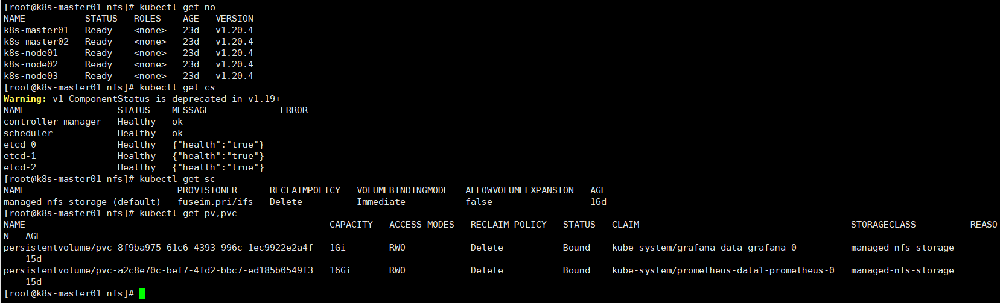 [root@k8s-master01 nfs]# kubectl get no
NAME           STATUS   ROLES    AGE   VERSION
k8s-master01   Ready    <none>   23d   v1.20.4
k8s-master02   Ready    <none>   23d   v1.20.4
k8s-node01     Ready    <none>   23d   v1.20.4
k8s-node02     Ready    <none>   23d   v1.20.4
k8s-node03     Ready    <none>   23d   v1.20.4
[root@k8s-master01 nfs]# kubectl get cs
Warning: v1 ComponentStatus is deprecated in v1.19+
NAME                 STATUS    MESSAGE             ERROR
controller-manager   Healthy   ok
scheduler            Healthy   ok
etcd-0               Healthy   {"health":"true"}
etcd-1               Healthy   {"health":"true"}
etcd-2               Healthy   {"health":"true"}
[root@k8s-master01 nfs]# kubectl get sc
NAME                            PROVISIONER      RECLAIMPOLICY   VOLUMEBINDINGMODE   ALLOWVOLUMEEXPANSION   AGE
managed-nfs-storage (default)   fuseim.pri/ifs   Delete          Immediate           false                  16d
[root@k8s-master01 nfs]# kubectl get pv,pvc
NAME                                                        CAPACITY   ACCESS MODES   RECLAIM POLICY   STATUS   CLAIM                                       STORAGECLASS          REASO
N   AGE
persistentvolume/pvc-8f9ba975-61c6-4393-996c-1ec9922e2a4f   1Gi        RWO            Delete           Bound    kube-system/grafana-data-grafana-0          managed-nfs-storage
    15d
persistentvolume/pvc-a2c8e70c-bef7-4fd2-bbc7-ed185b0549f3   16Gi       RWO            Delete           Bound    kube-system/prometheus-data1-prometheus-0   managed-nfs-storage
    15d
[root@k8s-master01 nfs]#